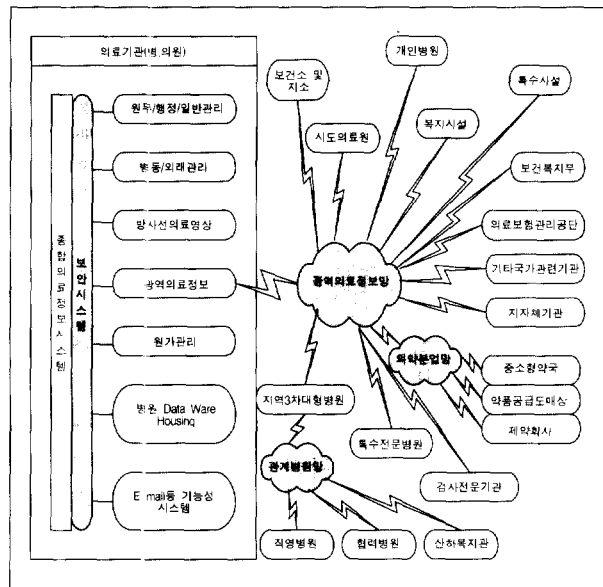 의료기관(병,의원)
종합의료정보시스템
보안시스템
원무/행정/일반관리
병동/외래관리
방사선의료영상
광역의료정보
원가관리
병원 Data Ware
Housing
E mail등 기능성
시스템
보건소 및
지소
시도의료원
개인병원
복지시설
특수시설
보건복지부
의료보험관리공단
기타국가관련기관
지자체기관
광역의료정보망
의약분업망
중소형약국
약품공급도매상
제약회사
지역3차대형병원
특수전문병원
검사전문기관
관계병원망
직영병원
협력병원
산하복지관